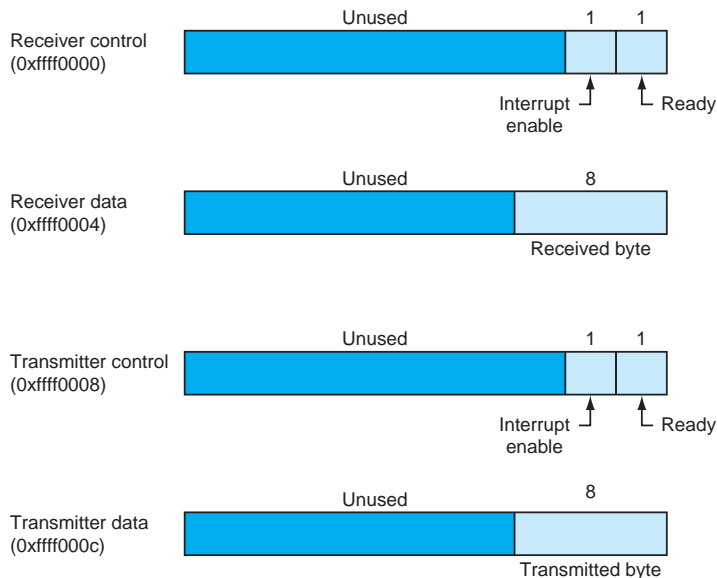 Unused 1 1
Receiver control
(0xffff0000)
Interrupt
enable
Ready
Unused 8
Receiver data
(0xffff0004)
Received byte
Unused 1 1
Transmitter control
(0xffff0008)
Interrupt
enable
Ready
Unused 8
Transmitter data
(0xffff000c)
Transmitted byte